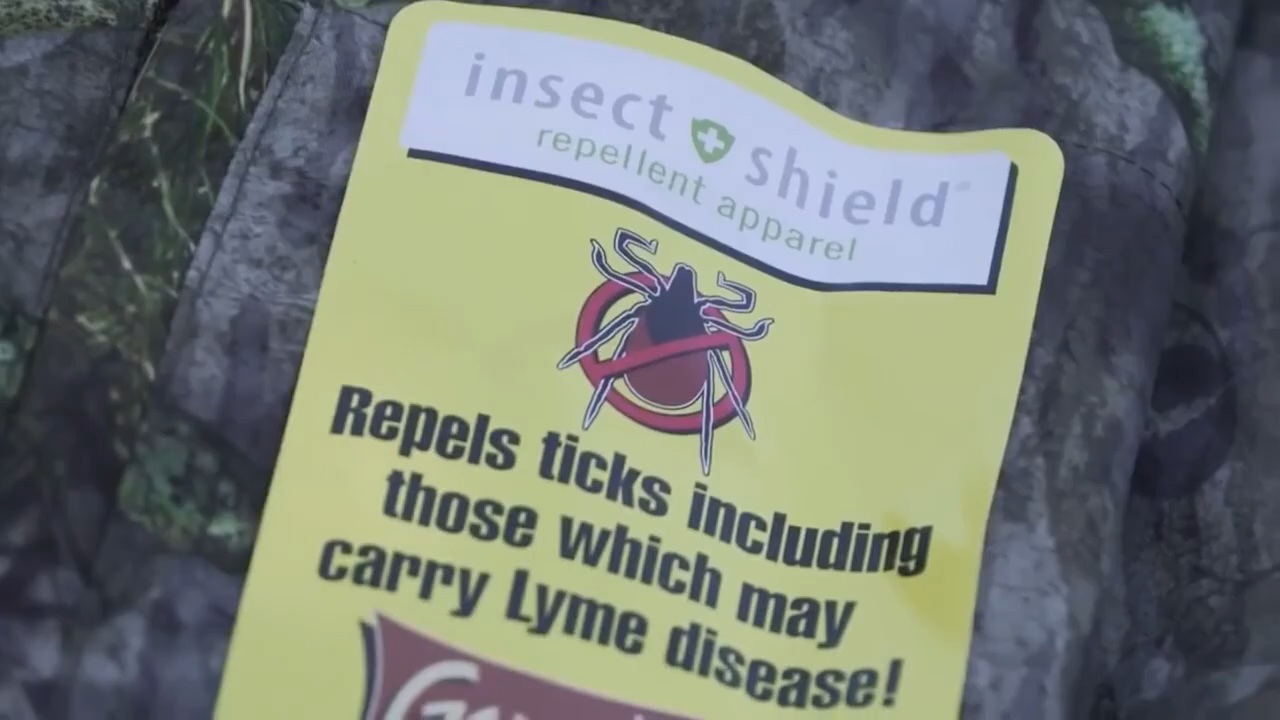 insect shield®
repellent apparel
Repels ticks including
those which may
carry Lyme disease!